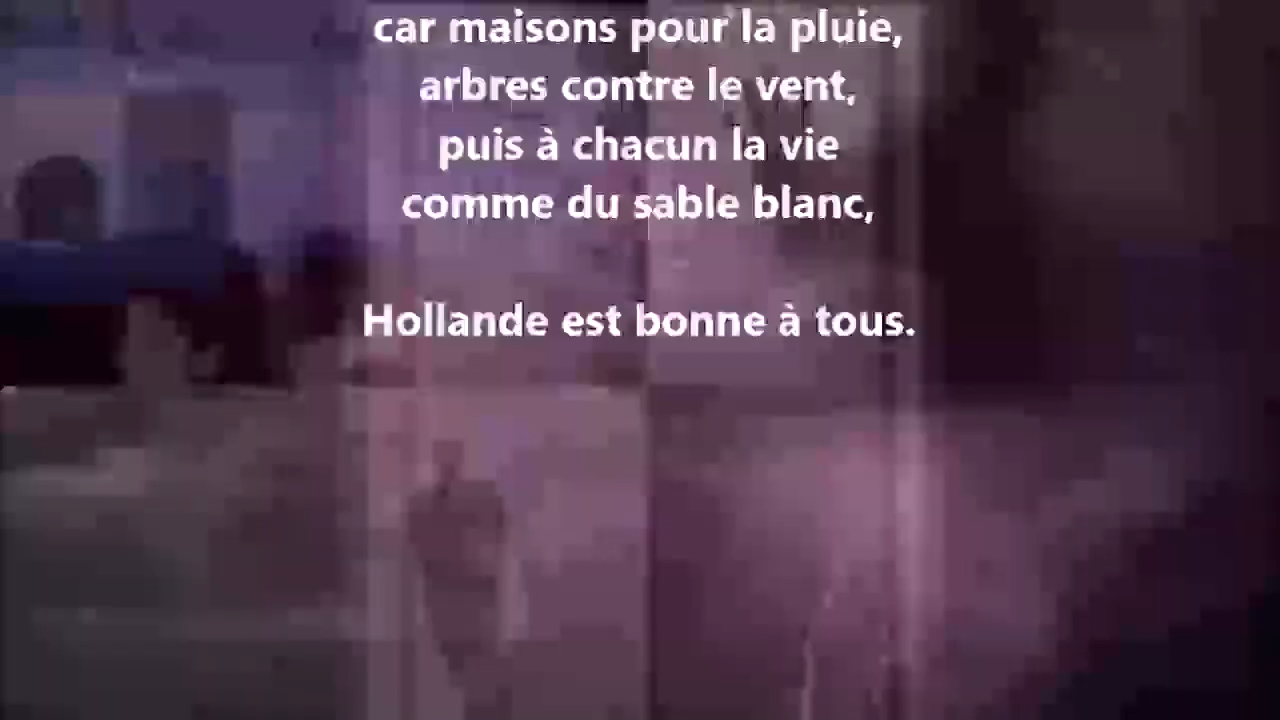 car maisons pour la pluie,
arbres contre le vent,
puis à chacun la vie
comme du sable blanc,
Hollande est bonne à tous.